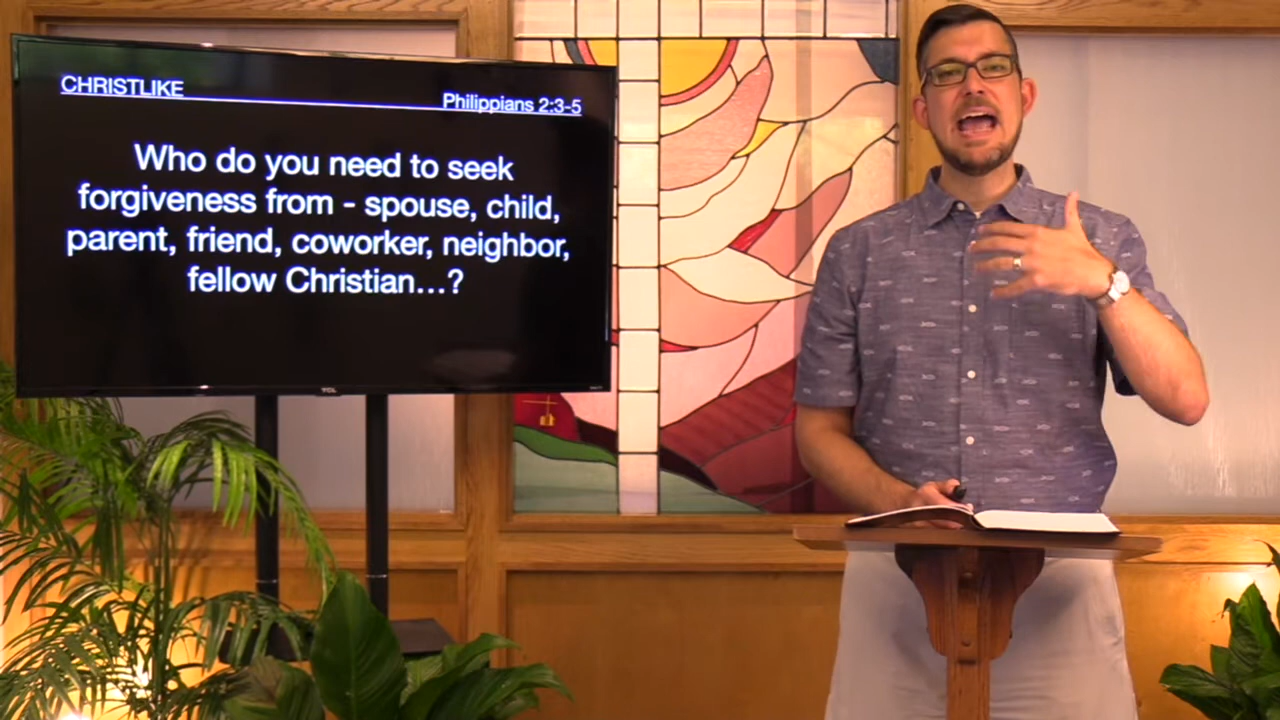 CHRISTLIKE
Philippians 2:3-5
Who do you need to seek
forgiveness from - spouse, child,
parent, friend, coworker, neighbor,
fellow Christian...?
TCL